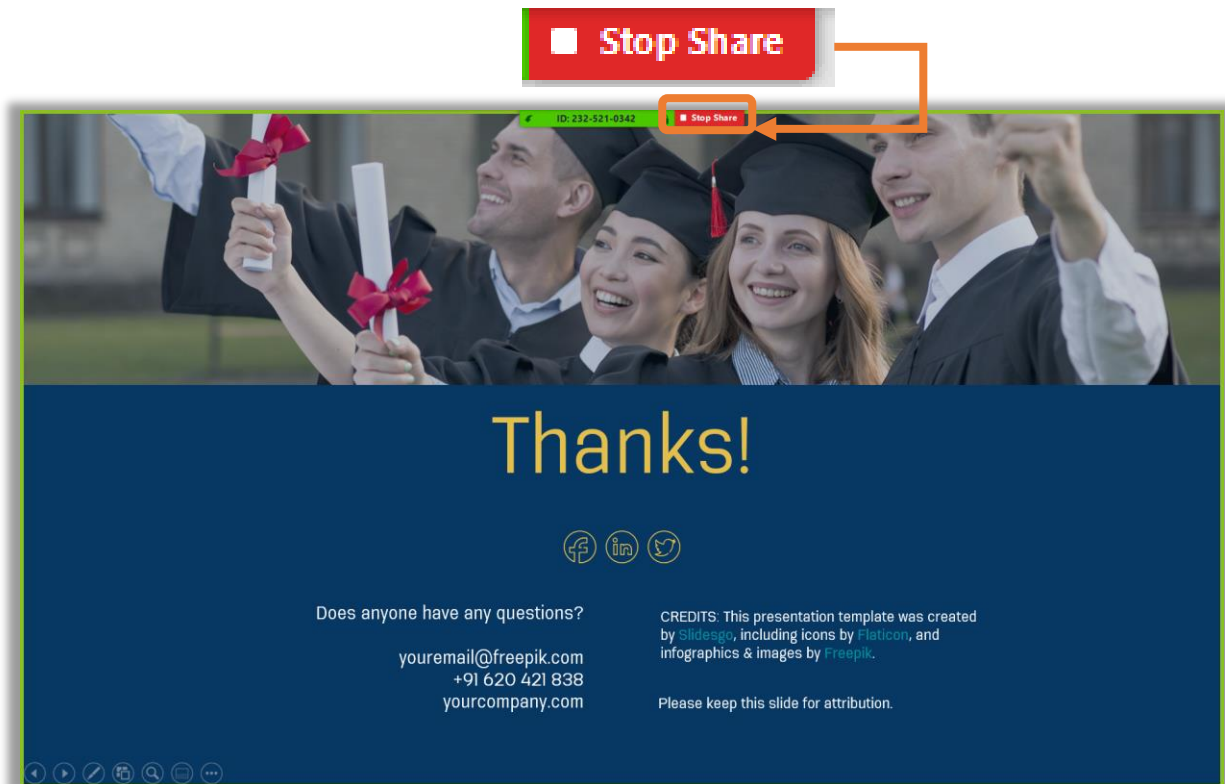 Stop Share
ID: 232-521-0342
Stop Share
Thanks!
Does anyone have any questions?
youremail@freepik.com
+91 620 421 838
yourcompany.com
CREDITS: This presentation template was created
by Slidesgo, including icons by Flaticon, and
infographics & images by Freepik.
Please keep this slide for attribution.